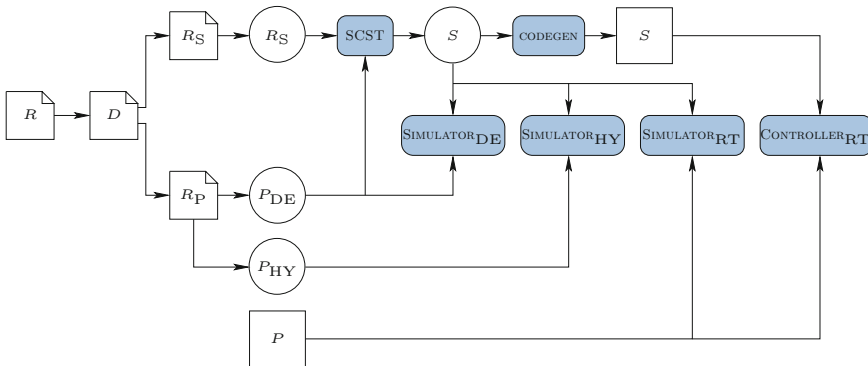 R_S R_S SCST S CODEGEN S
R D SIMULATOR_DE SIMULATOR_HY SIMULATOR_RT CONTROLLER_RT
R_P P_DE
P_HY
P